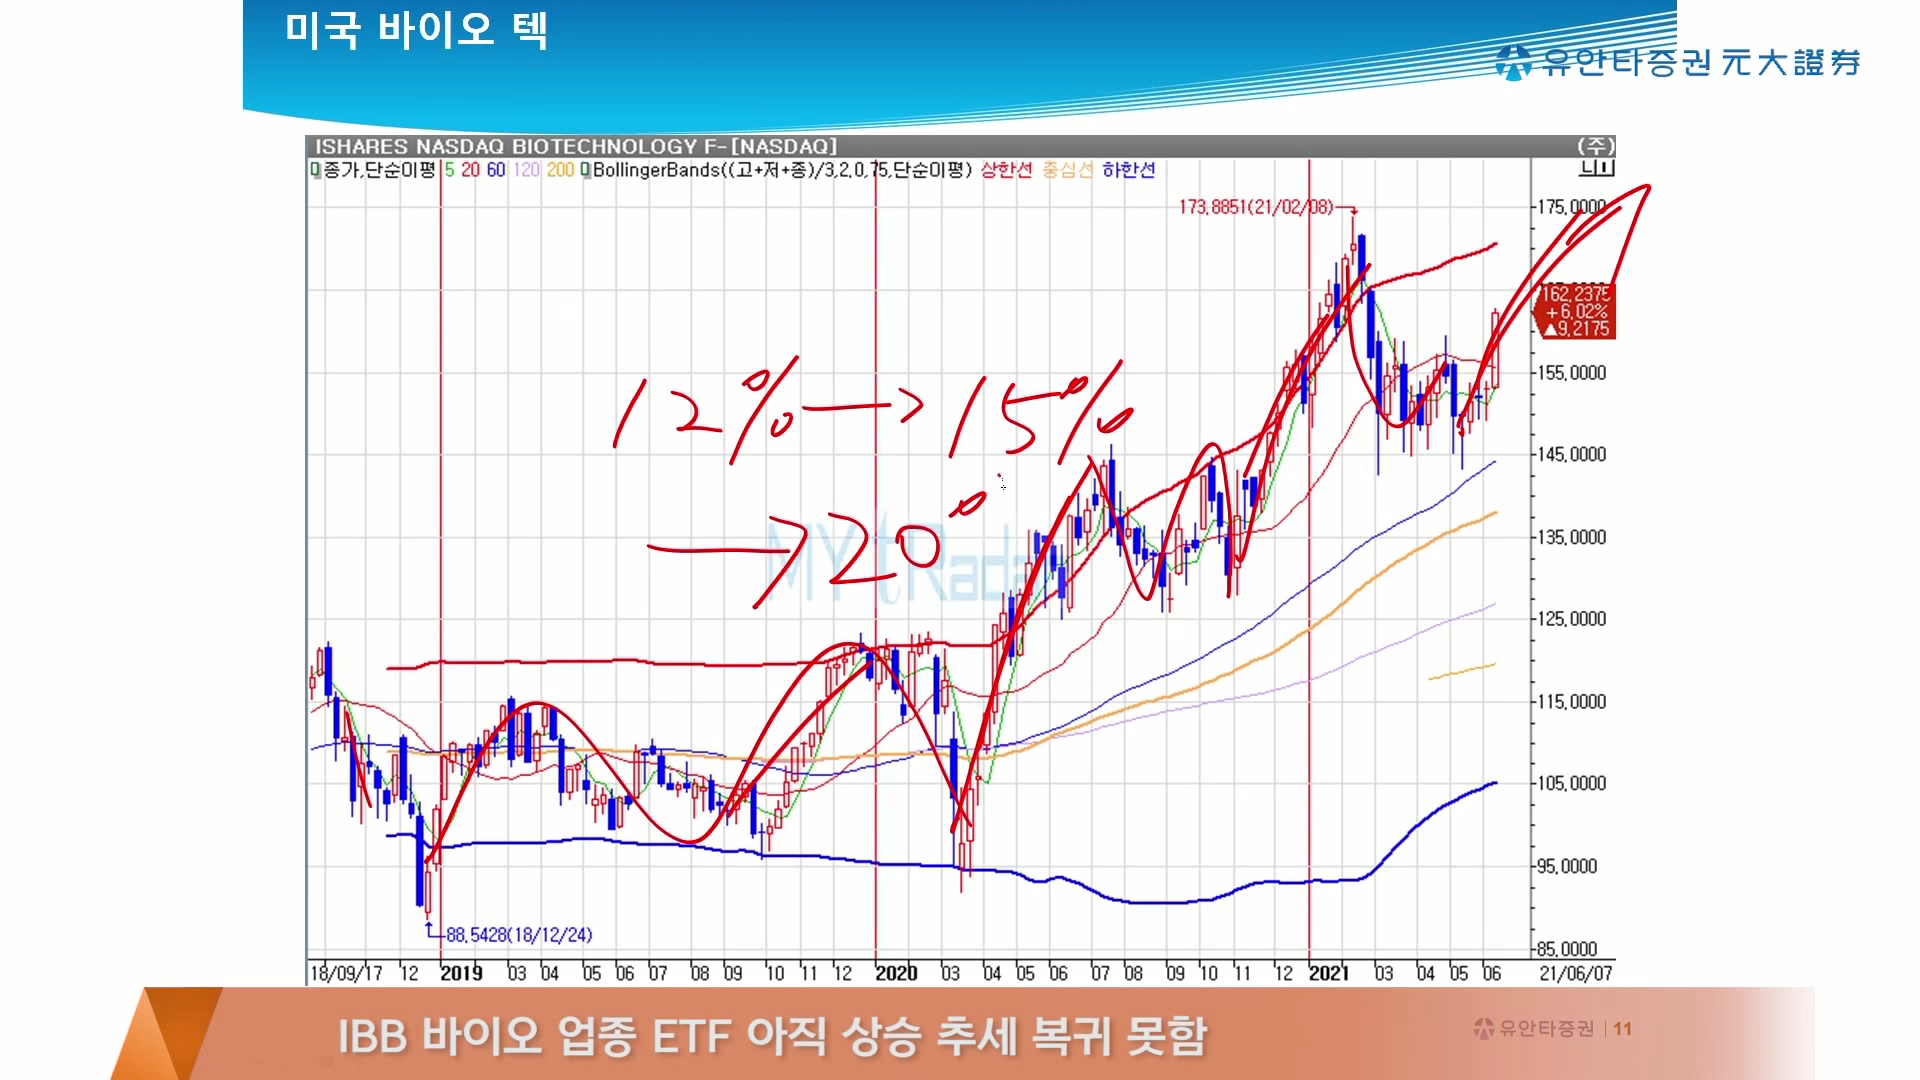 미국 바이오 텍
유안타증권 元大證券
ISHARES NASDAQ BIOTECHNOLOGY F-[NASDAQ] (주)
종가,단순이평 5 20 60 120 200 BollingerBands((고+저+종)/3,2,0,75,단순이평) 상한선 중심선 하한선
173,8851(21/02/08)
175,0000
162,2375
+6,02%
▲9,2175
155,0000
145,0000
135,0000
125,0000
115,0000
105,0000
95,0000
85,0000
12% → 15%
→ 20
88,5428(18/12/24)
18/09/17 12 2019 03 04 05 06 07 08 09 10 11 12 2020 03 04 05 06 07 08 09 10 11 12 2021 03 04 05 06 21/06/07
IBB 바이오 업종 ETF 아직 상승 추세 복귀 못함
유안타증권 | 11